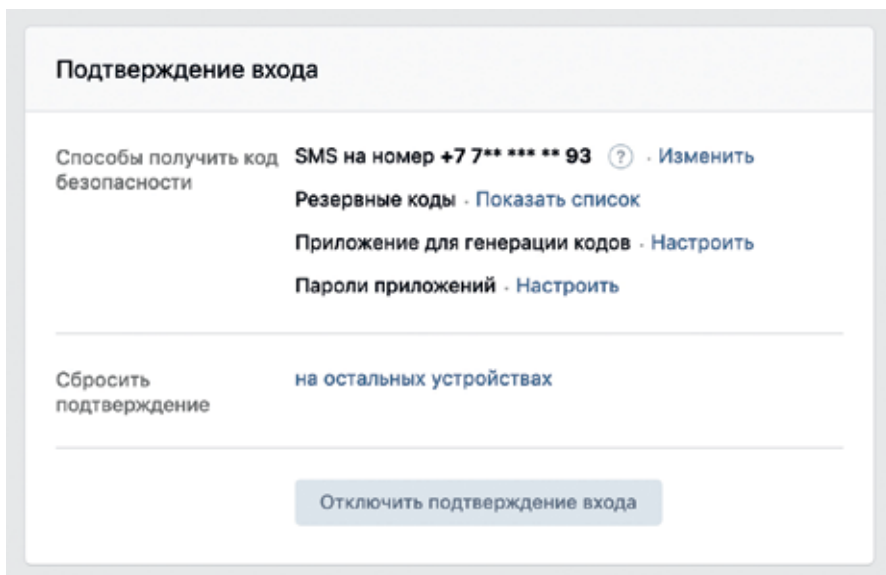 Подтверждение входа
Способы получить код безопасности
SMS на номер +7 7** *** ** 93 ? · Изменить
Резервные коды · Показать список
Приложение для генерации кодов · Настроить
Пароли приложений · Настроить
Сбросить подтверждение
на остальных устройствах
Отключить подтверждение входа